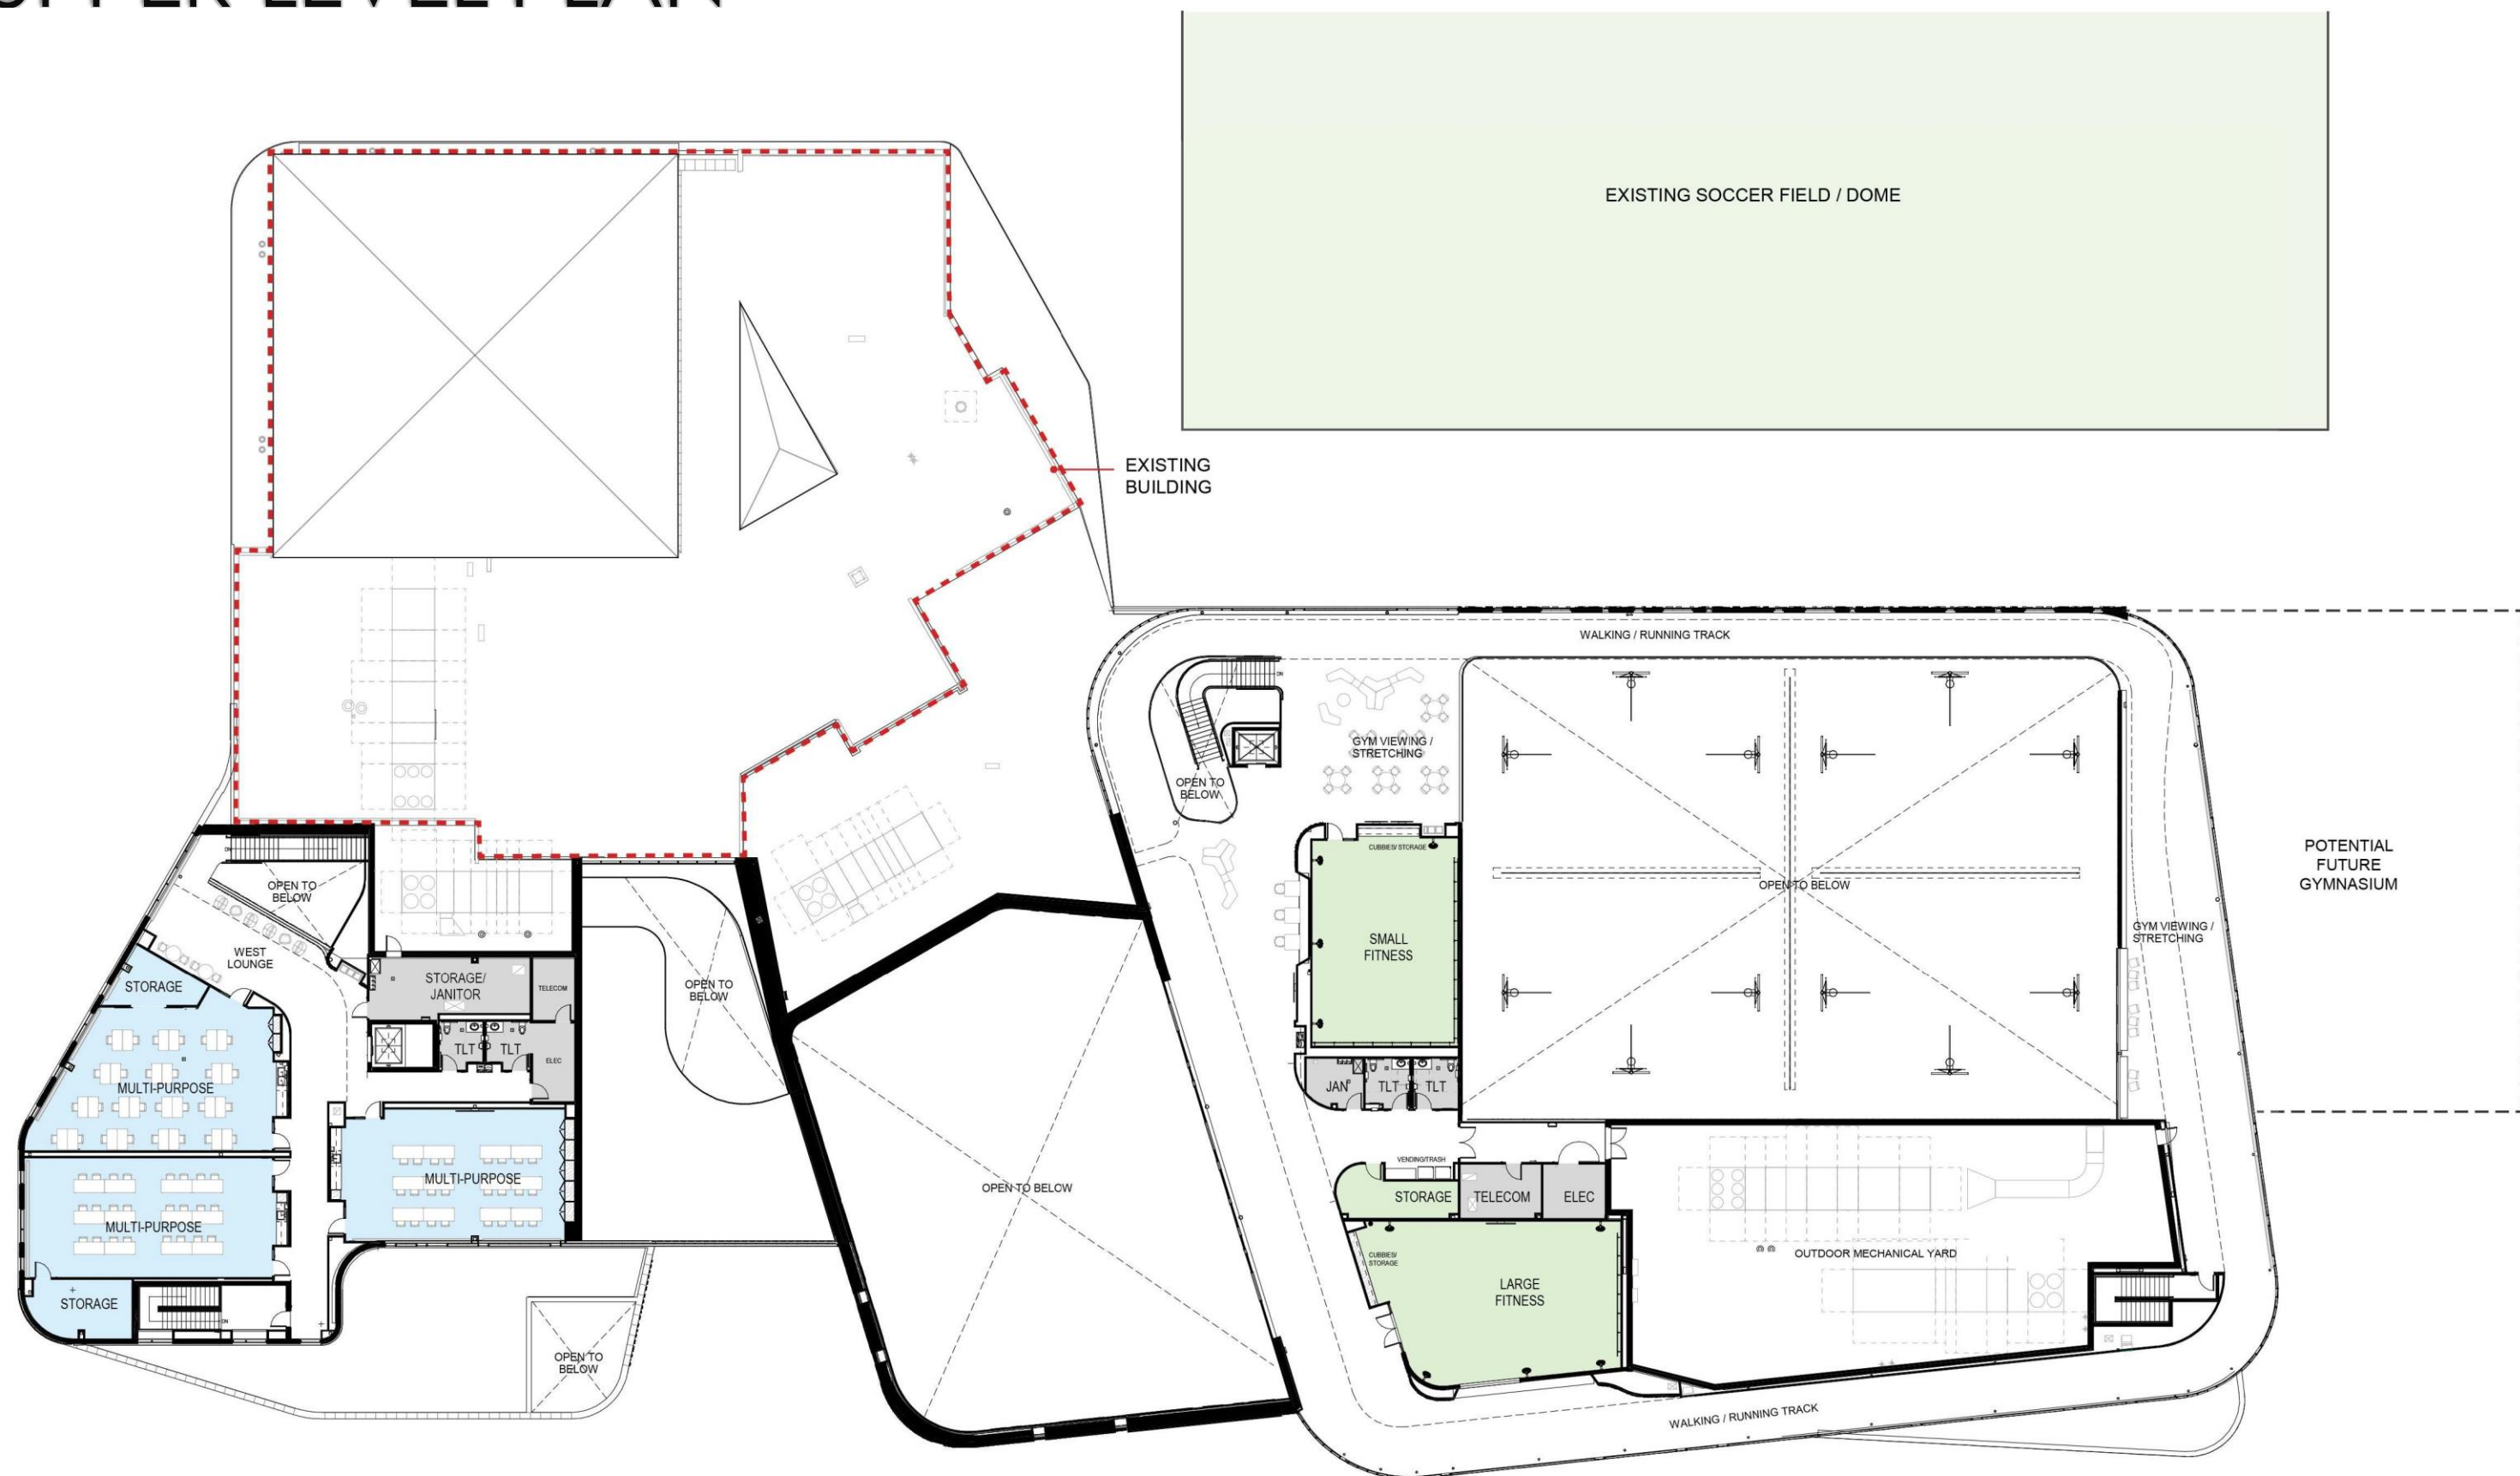 UPPER LEVEL PLAN
EXISTING SOCCER FIELD / DOME
EXISTING
BUILDING
WALKING / RUNNING TRACK
DN
GYM VIEWING /
STRETCHING
OPEN TO
BELOW
CUBBIES/ STORAGE
SMALL
FITNESS
OPEN TO BELOW
POTENTIAL
FUTURE
GYMNASIUM
GYM VIEWING /
STRETCHING
DN
OPEN TO
BELOW
WEST
LOUNGE
STORAGE
STORAGE/
JANITOR
TELECOM
TLT
TLT
ELEC
OPEN TO
BELOW
MULTI-PURPOSE
MULTI-PURPOSE
MULTI-PURPOSE
STORAGE
DN
OPEN TO
BELOW
OPEN TO BELOW
JAN
TLT
TLT
VENDING/TRASH
STORAGE
TELECOM
ELEC
CUBBIES/
STORAGE
LARGE
FITNESS
OUTDOOR MECHANICAL YARD
WALKING / RUNNING TRACK